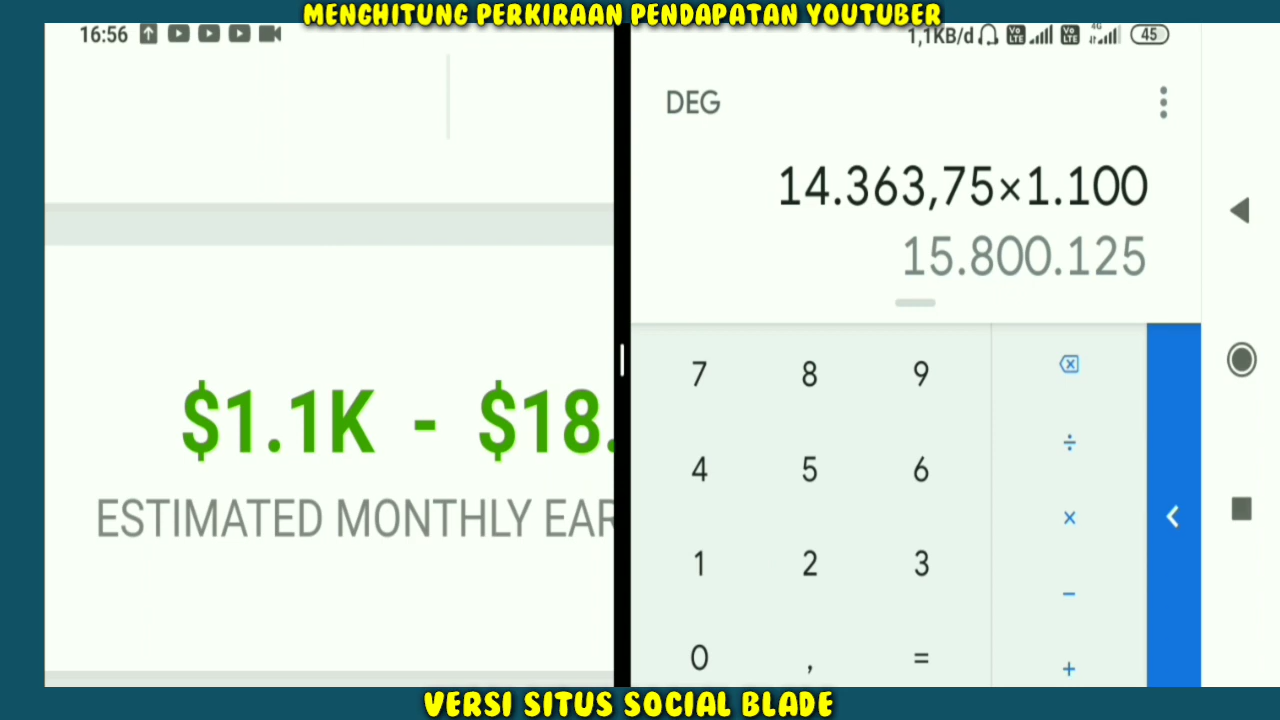 MENGHITUNG PERKIRAAN PENDAPATAN YOUTUBER
16:56
1,1KB/d
4G
45
DEG
14.363,75×1.100
15.800.125
$1.1K - $18.
ESTIMATED MONTHLY EAR
7 8 9
÷
4 5 6
×
1 2 3
−
0 , =
+
VERSI SITUS SOCIAL BLADE